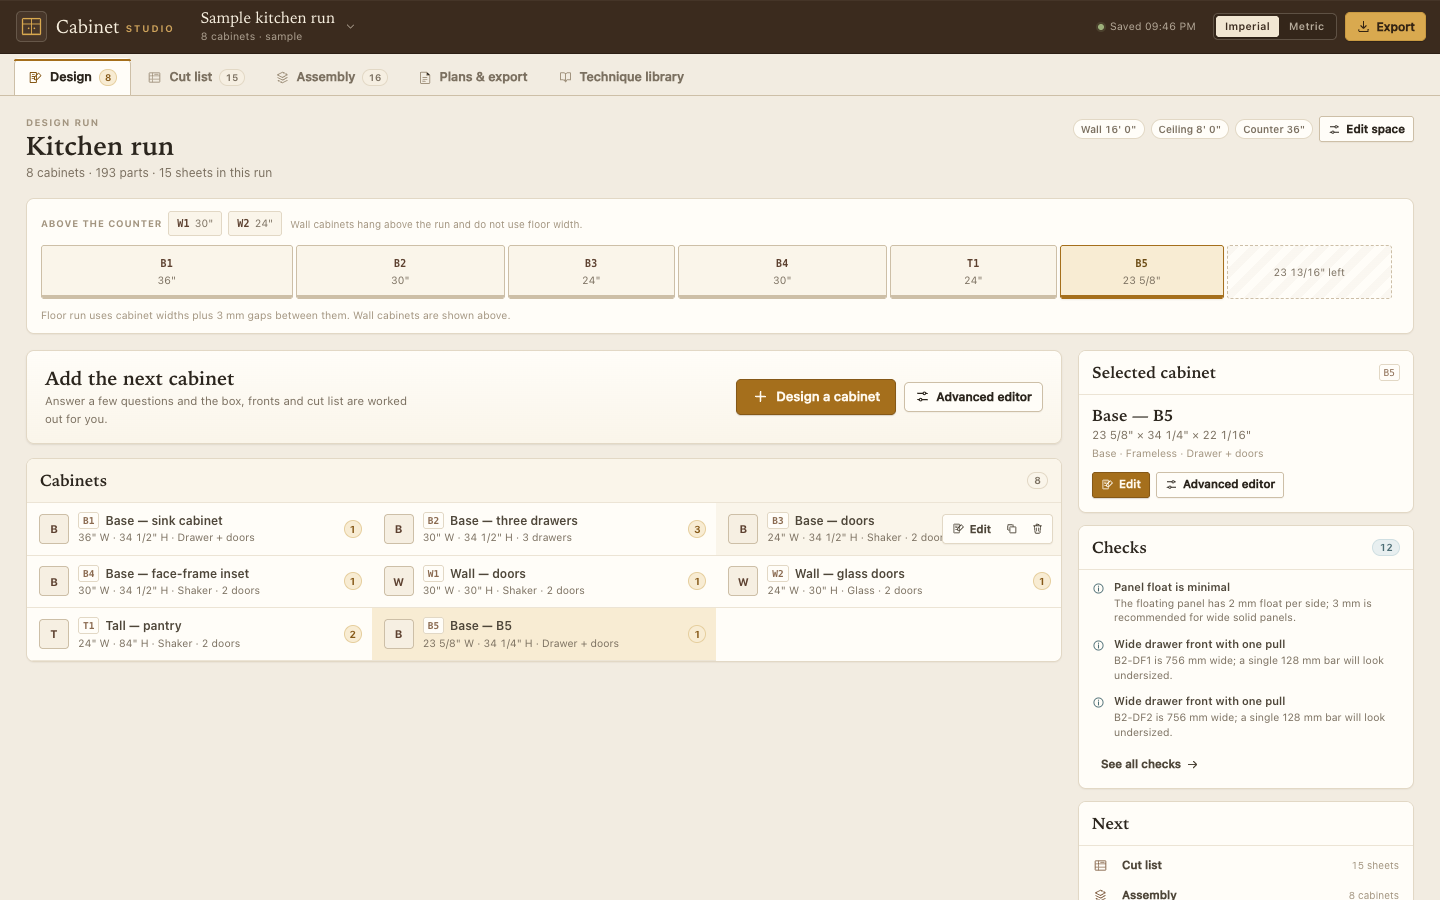 Cabinet STUDIO
Sample kitchen run
8 cabinets · sample
Saved 09:46 PM
Imperial
Metric
Export
Design 8
Cut list 15
Assembly 16
Plans & export
Technique library
DESIGN RUN
Kitchen run
8 cabinets · 193 parts · 15 sheets in this run
Wall 16' 0"
Ceiling 8' 0"
Counter 36"
Edit space
ABOVE THE COUNTER
W1 30"
W2 24"
Wall cabinets hang above the run and do not use floor width.
B1
36"
B2
30"
B3
24"
B4
30"
T1
24"
B5
23 5/8"
23 13/16" left
Floor run uses cabinet widths plus 3 mm gaps between them. Wall cabinets are shown above.
Add the next cabinet
Answer a few questions and the box, fronts and cut list are worked
out for you.
Design a cabinet
Advanced editor
Cabinets
8
B
B1 Base — sink cabinet
36" W · 34 1/2" H · Drawer + doors
1
B
B2 Base — three drawers
30" W · 34 1/2" H · 3 drawers
3
B
B3 Base — doors
24" W · 34 1/2" H · Shaker · 2 door
Edit
B
B4 Base — face-frame inset
30" W · 34 1/2" H · Shaker · 2 doors
1
W
W1 Wall — doors
30" W · 30" H · Shaker · 2 doors
1
W
W2 Wall — glass doors
24" W · 30" H · Glass · 2 doors
1
T
T1 Tall — pantry
24" W · 84" H · Shaker · 2 doors
2
B
B5 Base — B5
23 5/8" W · 34 1/4" H · Drawer + doors
1
Selected cabinet
B5
Base — B5
23 5/8" × 34 1/4" × 22 1/16"
Base · Frameless · Drawer + doors
Edit
Advanced editor
Checks
12
Panel float is minimal
The floating panel has 2 mm float per side; 3 mm is
recommended for wide solid panels.
Wide drawer front with one pull
B2-DF1 is 756 mm wide; a single 128 mm bar will look
undersized.
Wide drawer front with one pull
B2-DF2 is 756 mm wide; a single 128 mm bar will look
undersized.
See all checks →
Next
Cut list
15 sheets
Assembly
8 cabinets